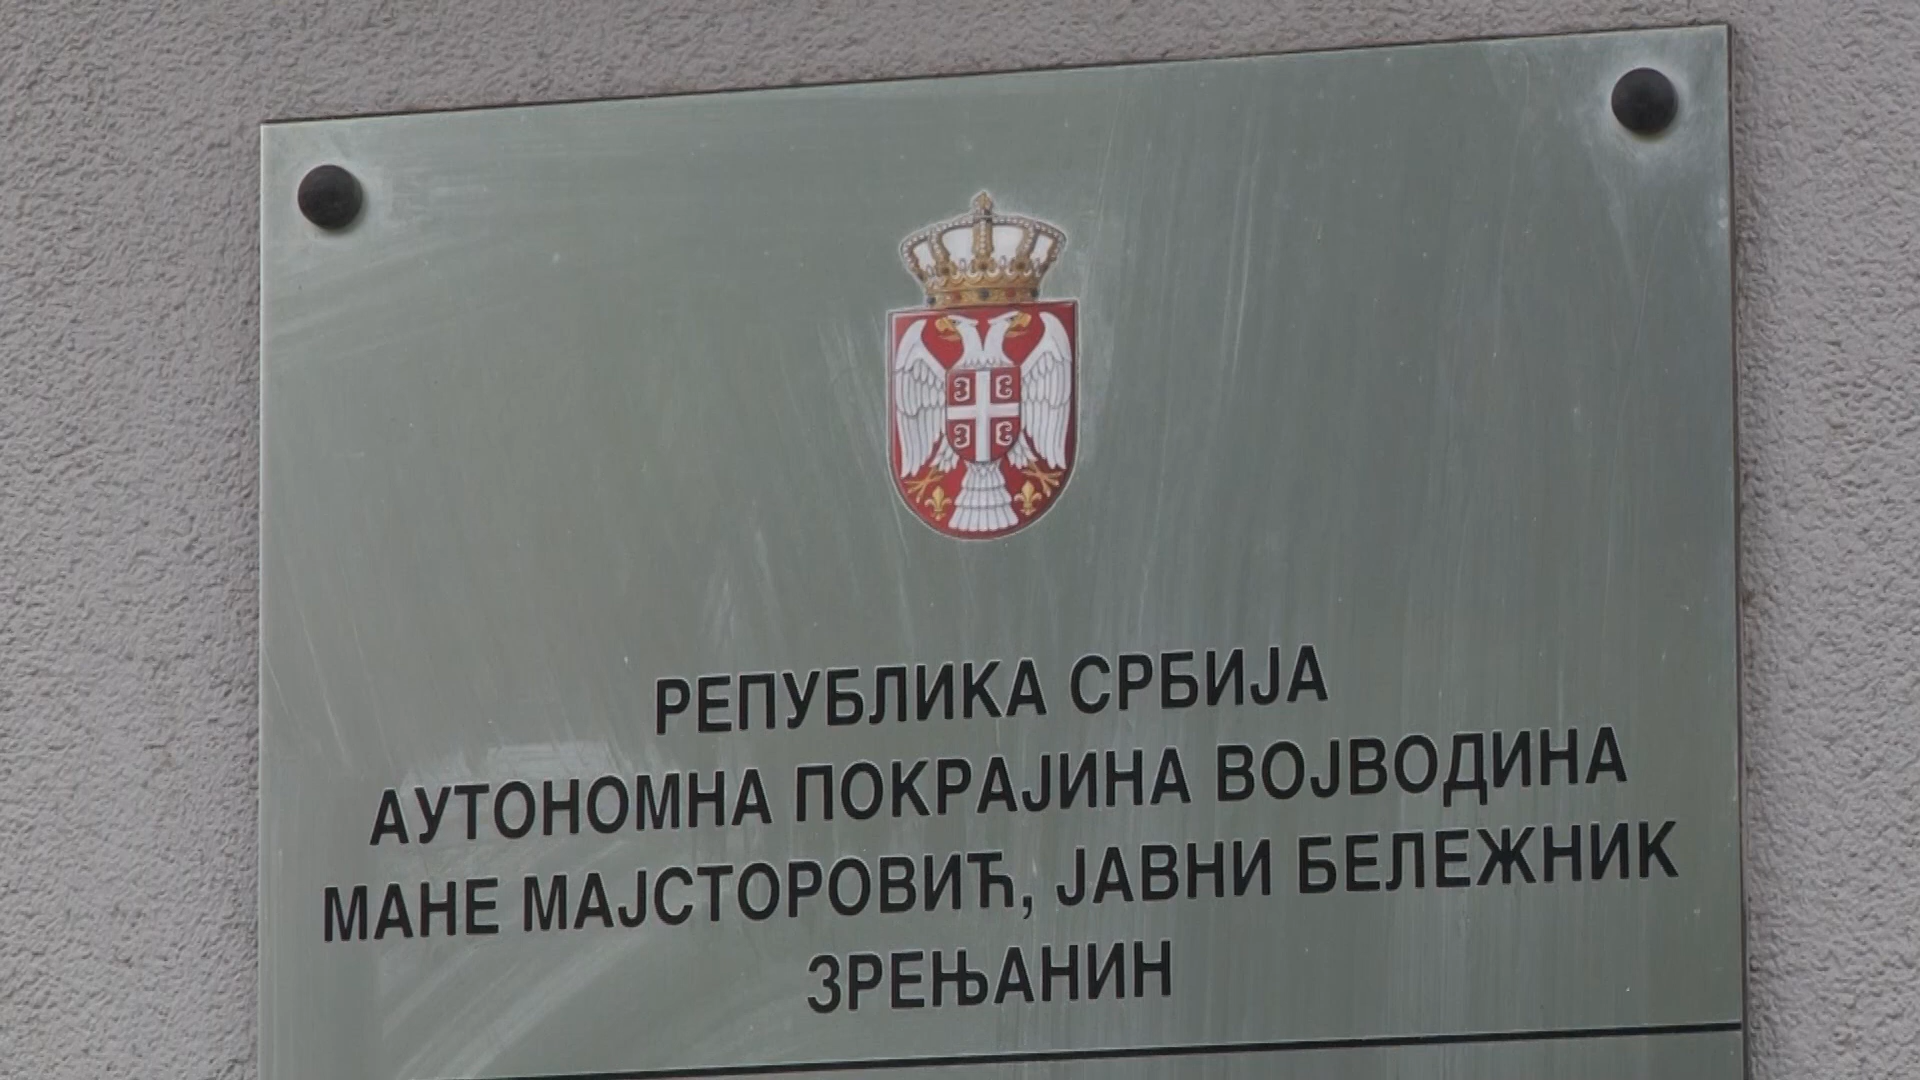 РЕПУБЛИКА СРБИЈА
АУТОНОМНА ПОКРАЈИНА ВОЈВОДИНА
МАНЕ МАЈСТОРОВИЋ, ЈАВНИ БЕЛЕЖНИК
ЗРЕЊАНИН